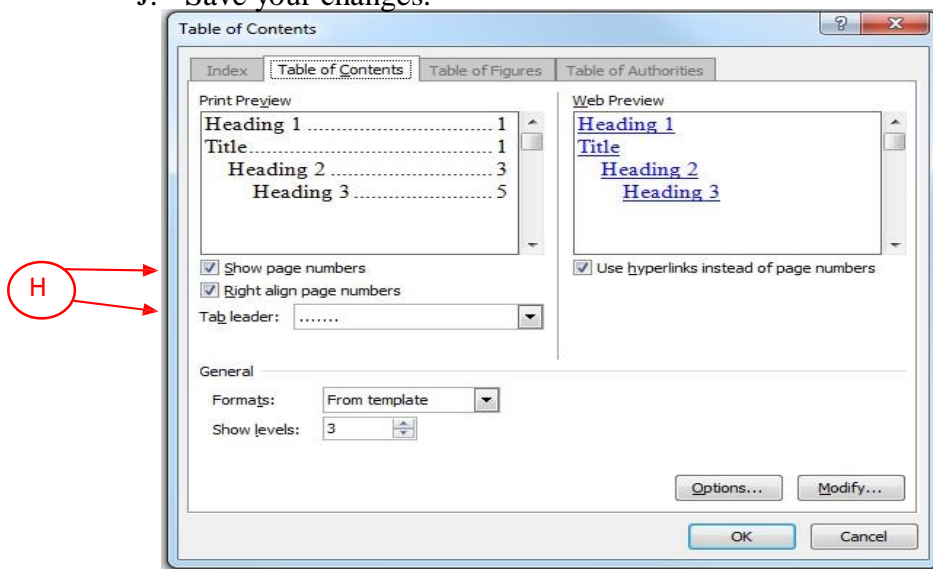 J. Save your changes.
Table of Contents
Index Table of Contents Table of Figures Table of Authorities
Print Preview
Heading 1 .............................. 1
Title....................................... 1
Heading 2 ........................... 3
Heading 3 ....................... 5
Web Preview
Heading 1
Title
Heading 2
Heading 3
H
Show page numbers
Right align page numbers
Tab leader: .......
Use hyperlinks instead of page numbers
General
Formats: From template
Show levels: 3
Options... Modify...
OK Cancel